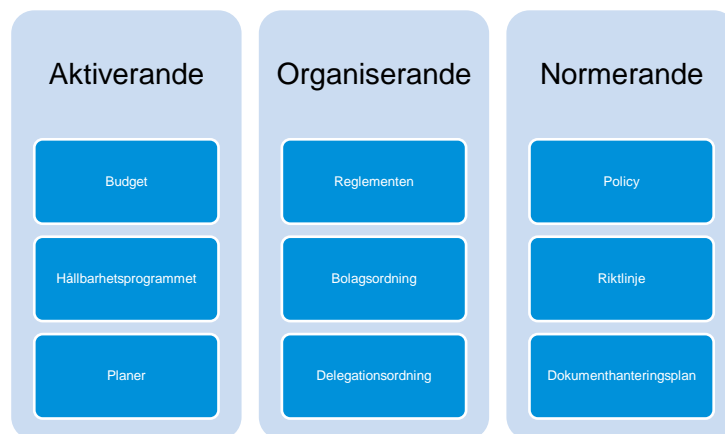 Aktiverande
Budget
Hållbarhetsprogrammet
Planer
Organiserande
Reglementen
Bolagsordning
Delegationsordning
Normerande
Policy
Riktlinje
Dokumenthanteringsplan